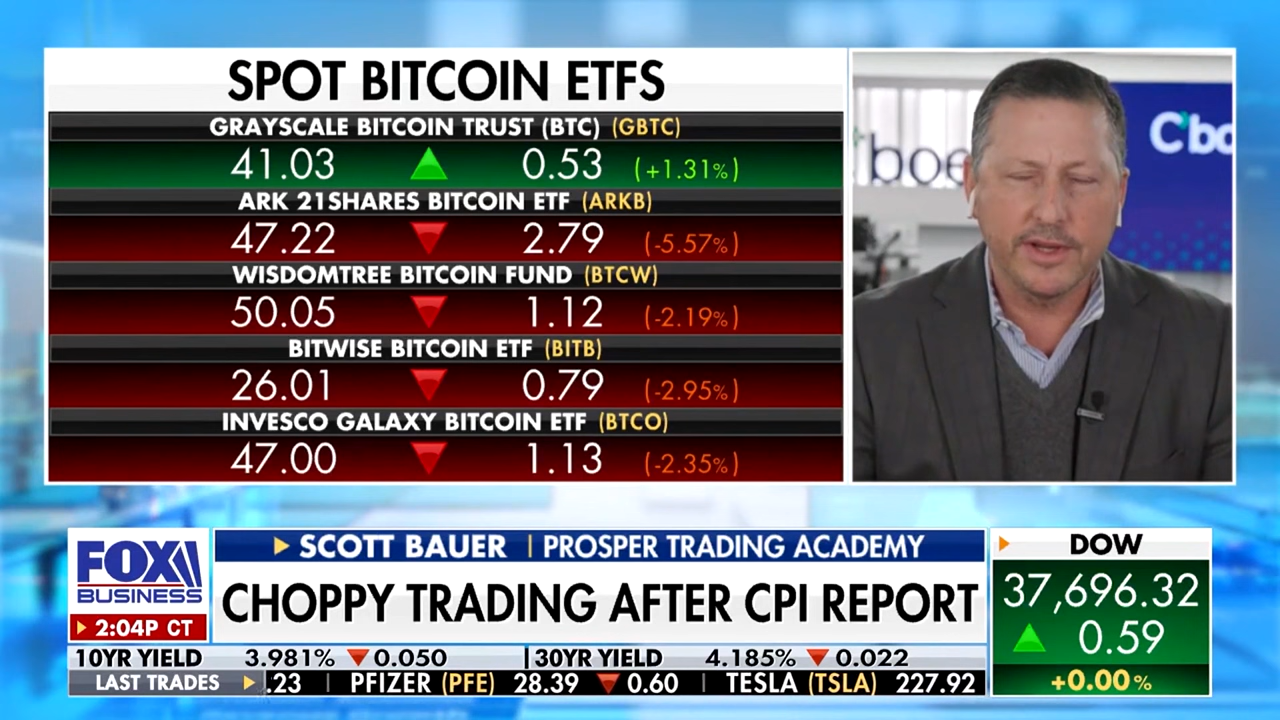 SPOT BITCOIN ETFS
GRAYSCALE BITCOIN TRUST (BTC) (GBTC)
41.03 0.53 (+1.31%)
ARK 21SHARES BITCOIN ETF (ARKB)
47.22 2.79 (-5.57%)
WISDOMTREE BITCOIN FUND (BTCW)
50.05 1.12 (-2.19%)
BITWISE BITCOIN ETF (BITB)
26.01 0.79 (-2.95%)
INVESCO GALAXY BITCOIN ETF (BTCO)
47.00 1.13 (-2.35%)
boe
Cbo
FOX
BUSINESS
2:04P CT
SCOTT BAUER | PROSPER TRADING ACADEMY
CHOPPY TRADING AFTER CPI REPORT
DOW
37,696.32
0.59
+0.00%
10YR YIELD 3.981% 0.050 | 30YR YIELD 4.185% 0.022
LAST TRADES .23 | PFIZER (PFE) 28.39 0.60 | TESLA (TSLA) 227.92